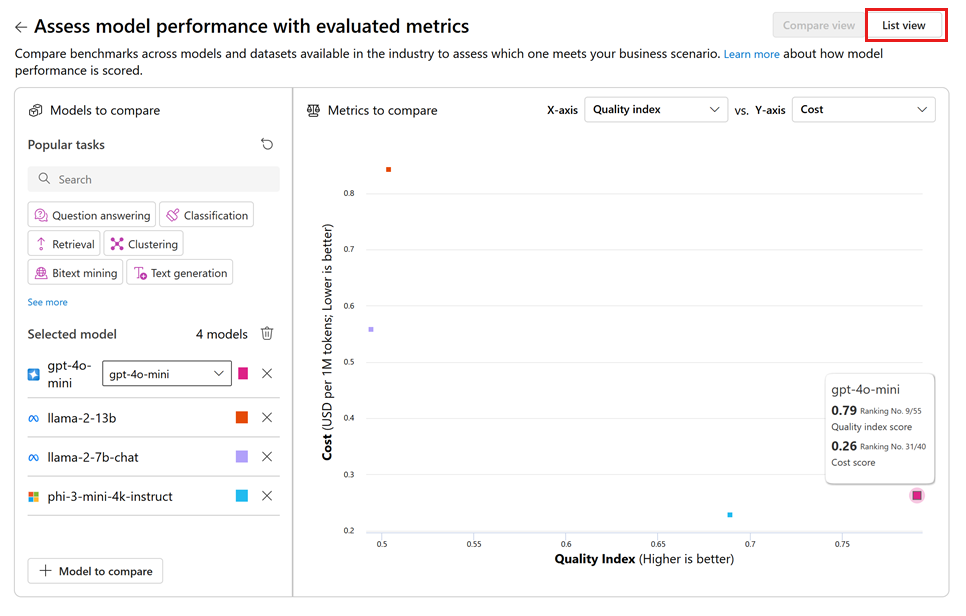 Assess model performance with evaluated metrics
Compare view
List view
Compare benchmarks across models and datasets available in the industry to assess which one meets your business scenario. Learn more about how model
performance is scored.
Models to compare
Popular tasks
Search
Question answering
Classification
Retrieval
Clustering
Bitext mining
Text generation
See more
Selected model
4 models
gpt-4o-
mini
gpt-4o-mini
llama-2-13b
llama-2-7b-chat
phi-3-mini-4k-instruct
Model to compare
Metrics to compare
X-axis Quality index vs. Y-axis Cost
Cost (USD per 1M tokens; Lower is better)
0.8
0.7
0.6
0.5
0.4
0.3
0.2
gpt-4o-mini
0.79 Ranking No. 9/55
Quality index score
0.26 Ranking No. 31/40
Cost score
0.5 0.55 0.6 0.65 0.7 0.75
Quality Index (Higher is better)